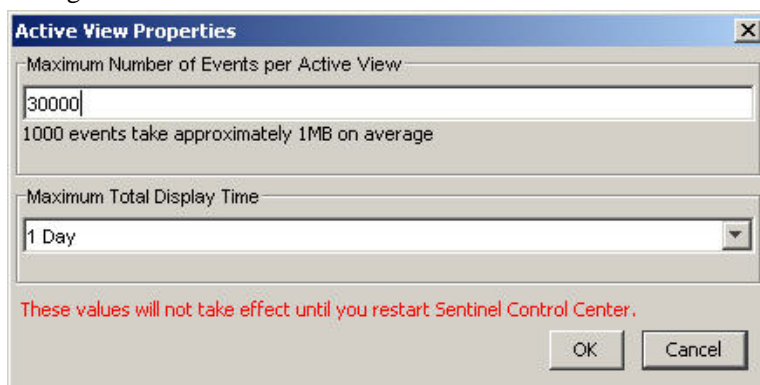 Active View Properties
Maximum Number of Events per Active View
30000
1000 events take approximately 1MB on average
Maximum Total Display Time
1 Day
These values will not take effect until you restart Sentinel Control Center.
OK Cancel